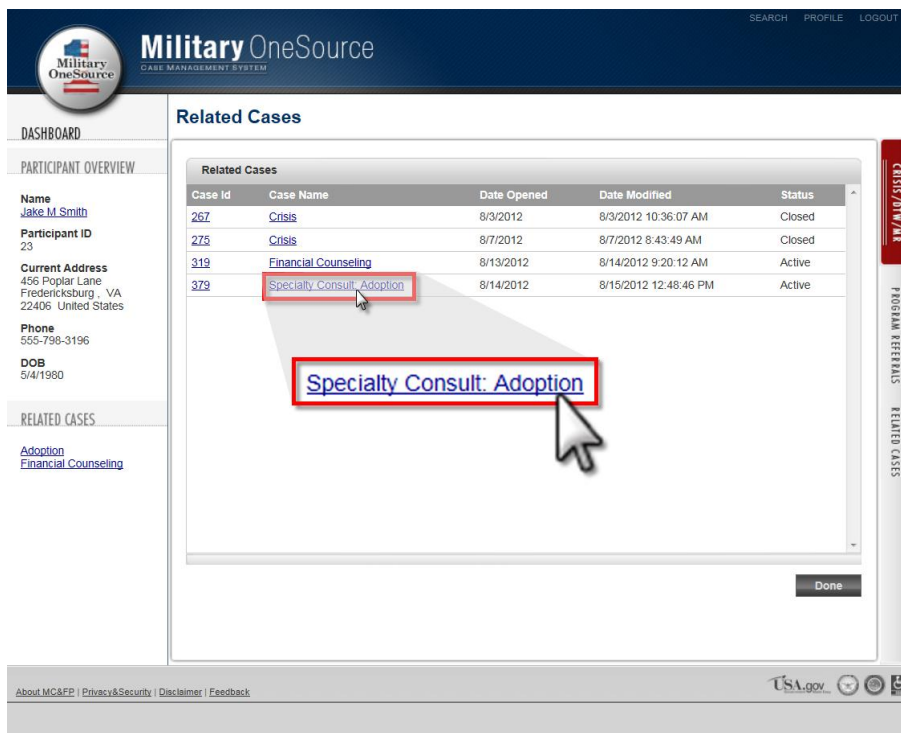 SEARCH PROFILE LOGOUT
Military OneSource
CASE MANAGEMENT SYSTEM
Military
OneSource
DASHBOARD
Related Cases
PARTICIPANT OVERVIEW
Name
Jake M Smith
Participant ID
23
Current Address
456 Poplar Lane
Fredericksburg , VA
22406 United States
Phone
555-798-3196
DOB
5/4/1980
RELATED CASES
Adoption
Financial Counseling
Related Cases
Case Id Case Name Date Opened Date Modified Status
267 Crisis 8/3/2012 8/3/2012 10:36:07 AM Closed
275 Crisis 8/7/2012 8/7/2012 8:43:49 AM Closed
319 Financial Counseling 8/13/2012 8/14/2012 9:20:12 AM Active
379 Specialty Consult: Adoption 8/14/2012 8/15/2012 12:48:46 PM Active
Specialty Consult: Adoption
Done
CRISIS/DTW/MR
PROGRAM REFERRALS
RELATED CASES
About MC&FP | Privacy&Security | Disclaimer | Feedback
USA.gov